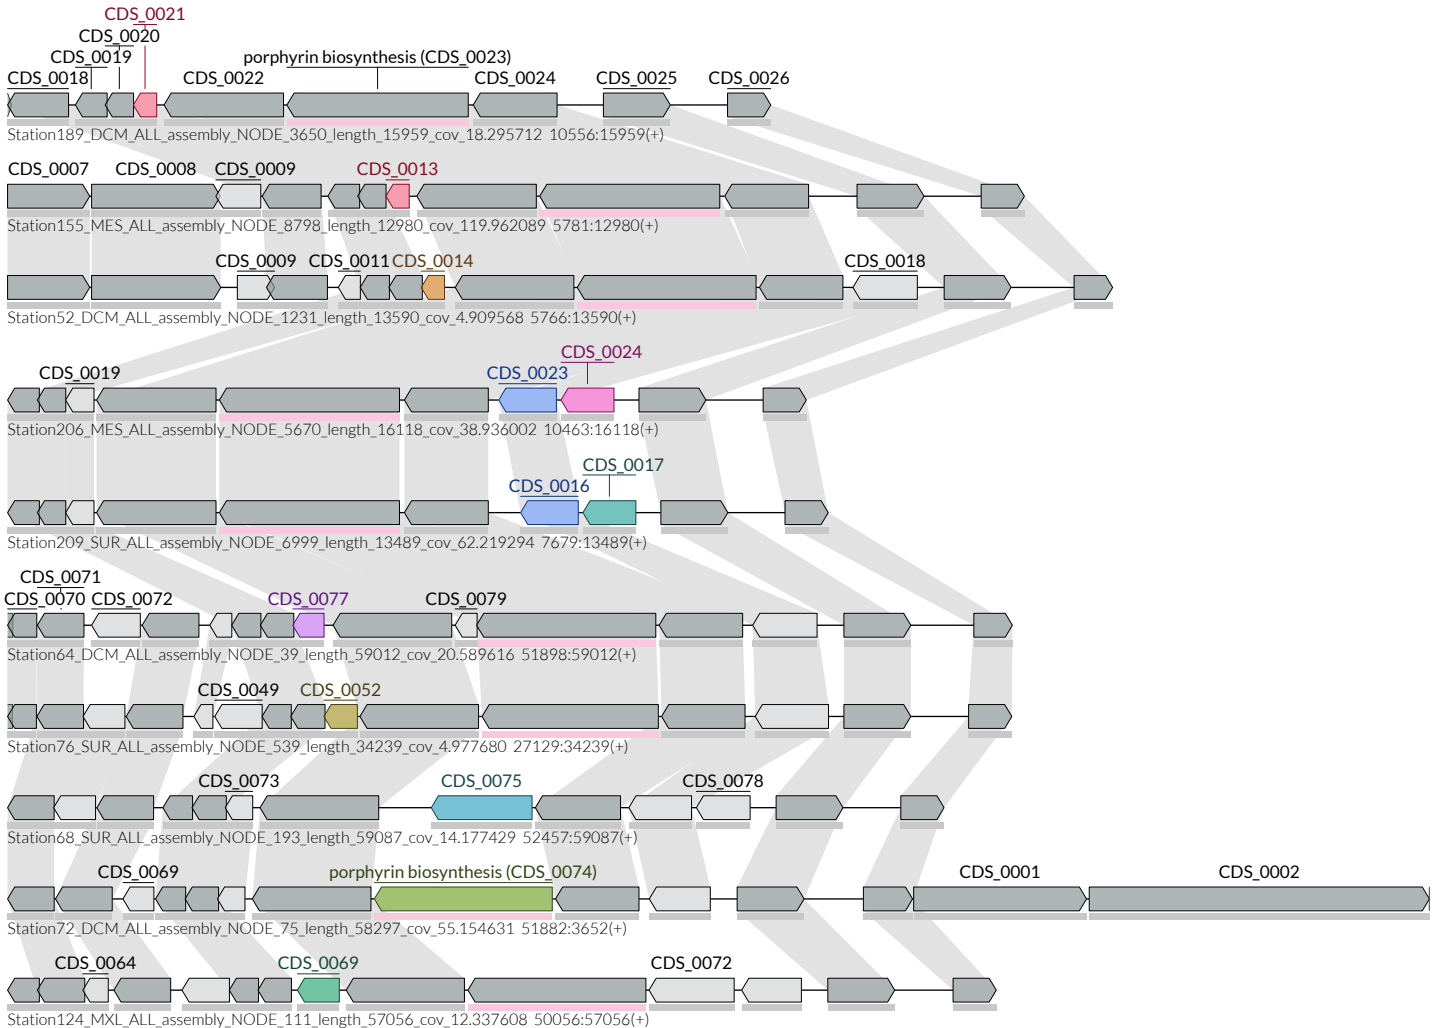 CDS_0021
CDS_0020
CDS_0019 porphyrin biosynthesis (CDS_0023)
CDS_0018 CDS_0022 CDS_0024 CDS_0025 CDS_0026
Station189_DCM_ALL_assembly_NODE_3650_length_15959_cov_18.295712 10556:15959(+)
CDS_0007 CDS_0008 CDS_0009 CDS_0013
Station155_MES_ALL_assembly_NODE_8798_length_12980_cov_119.962089 5781:12980(+)
CDS_0009 CDS_0011 CDS_0014 CDS_0018
Station52_DCM_ALL_assembly_NODE_1231_length_13590_cov_4.909568 5766:13590(+)
CDS_0024
CDS_0019 CDS_0023
Station206_MES_ALL_assembly_NODE_5670_length_16118_cov_38.936002 10463:16118(+)
CDS_0017
CDS_0016
Station209_SUR_ALL_assembly_NODE_6999_length_13489_cov_62.219294 7679:13489(+)
CDS_0071
CDS_0070 CDS_0072 CDS_0077 CDS_0079
Station64_DCM_ALL_assembly_NODE_39_length_59012_cov_20.589616 51898:59012(+)
CDS_0049 CDS_0052
Station76_SUR_ALL_assembly_NODE_539_length_34239_cov_4.977680 27129:34239(+)
CDS_0073 CDS_0075 CDS_0078
Station68_SUR_ALL_assembly_NODE_193_length_59087_cov_14.177429 52457:59087(+)
CDS_0069 porphyrin biosynthesis (CDS_0074) CDS_0001 CDS_0002
Station72_DCM_ALL_assembly_NODE_75_length_58297_cov_55.154631 51882:3652(+)
CDS_0064 CDS_0069 CDS_0072
Station124_MXL_ALL_assembly_NODE_111_length_57056_cov_12.337608 50056:57056(+)